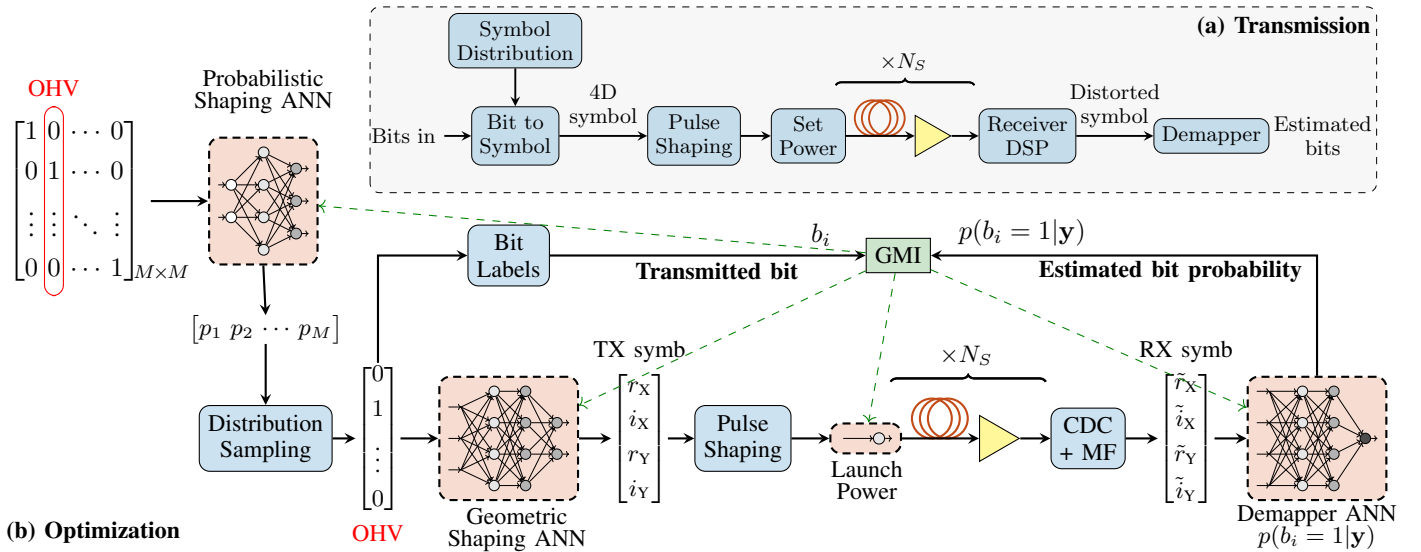 (a) Transmission
Symbol
Distribution
Bits in
Bit to
Symbol
4D
symbol
Pulse
Shaping
Set
Power
×N_S
Receiver
DSP
Distorted
symbol
Demapper
Estimated
bits
OHV
Probabilistic
Shaping ANN
1 0 ⋯ 0
0 1 ⋯ 0
⋮ ⋮ ⋱ ⋮
0 0 ⋯ 1
M×M
[p_1 p_2 ⋯ p_M]
Distribution
Sampling
0
1
⋮
0
OHV
Bit
Labels
b_i
Transmitted bit
GMI
p(b_i = 1|y)
Estimated bit probability
Geometric
Shaping ANN
TX symb
r_X
i_X
r_Y
i_Y
Pulse
Shaping
Launch
Power
×N_S
CDC
+ MF
RX symb
r̃_X
ĩ_X
r̃_Y
ĩ_Y
Demapper ANN
p(b_i = 1|y)
(b) Optimization